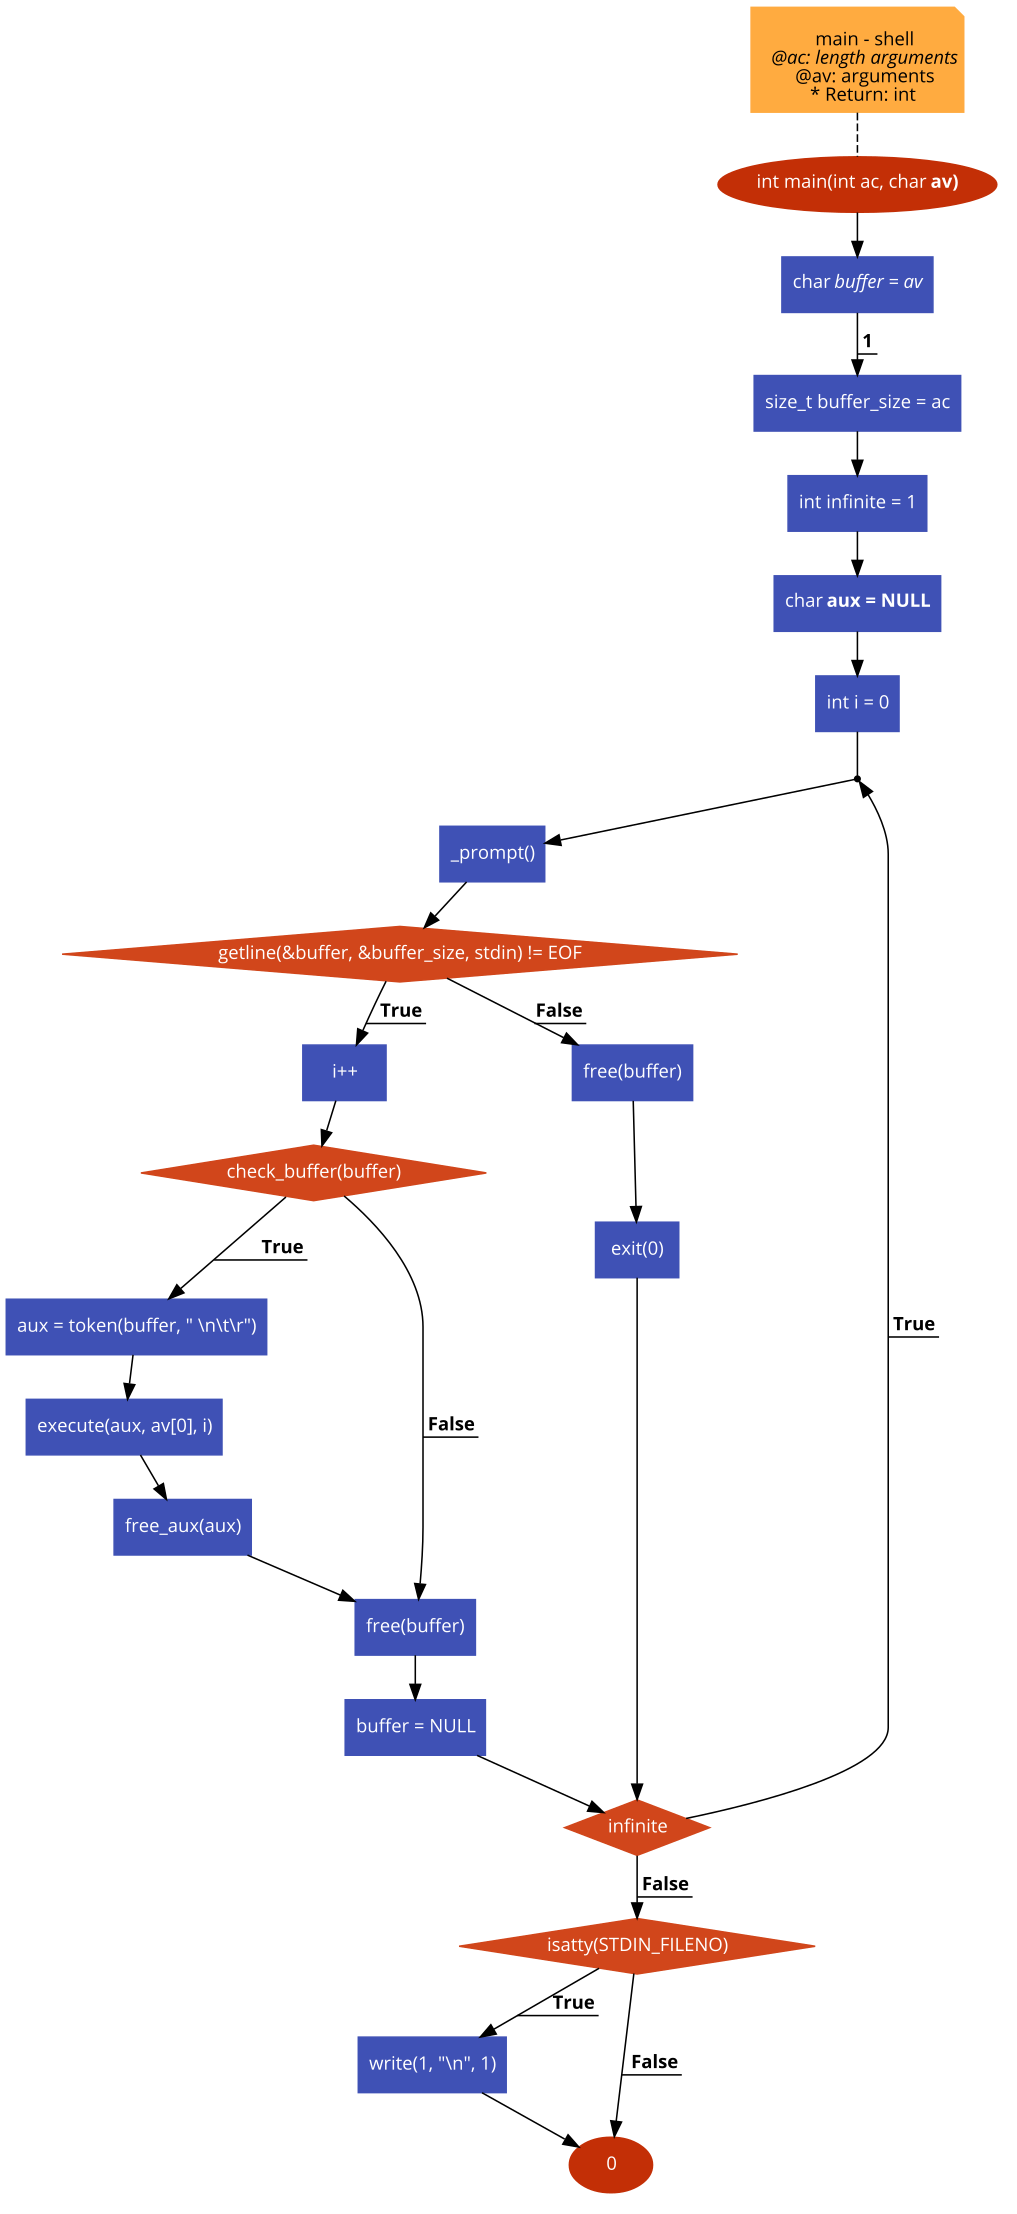 main - shell
@ac: length arguments
@av: arguments
* Return: int
int main(int ac, char av)
char buffer = av
1
size_t buffer_size = ac
int infinite = 1
char aux = NULL
int i = 0
_prompt()
getline(&buffer, &buffer_size, stdin) != EOF
True
False
i++
free(buffer)
check_buffer(buffer)
True
exit(0)
aux = token(buffer, " \n\t\r")
True
execute(aux, av[0], i)
False
free_aux(aux)
free(buffer)
buffer = NULL
infinite
False
isatty(STDIN_FILENO)
True
write(1, "\n", 1)
False
0